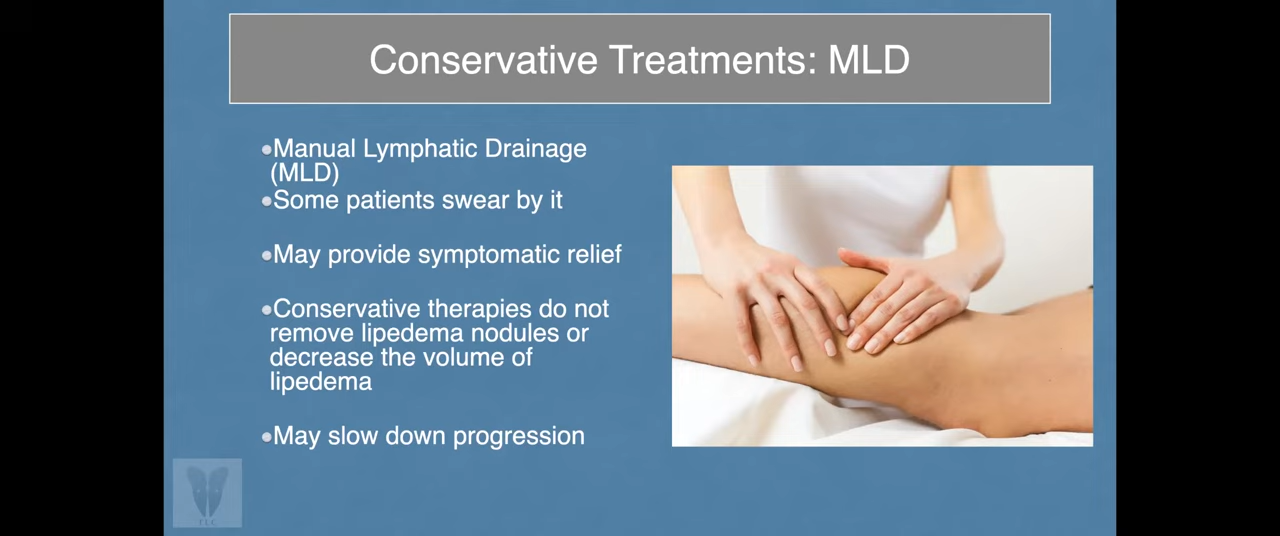 Conservative Treatments: MLD
•Manual Lymphatic Drainage
(MLD)
•Some patients swear by it
•May provide symptomatic relief
•Conservative therapies do not
remove lipedema nodules or
decrease the volume of
lipedema
•May slow down progression
TLC